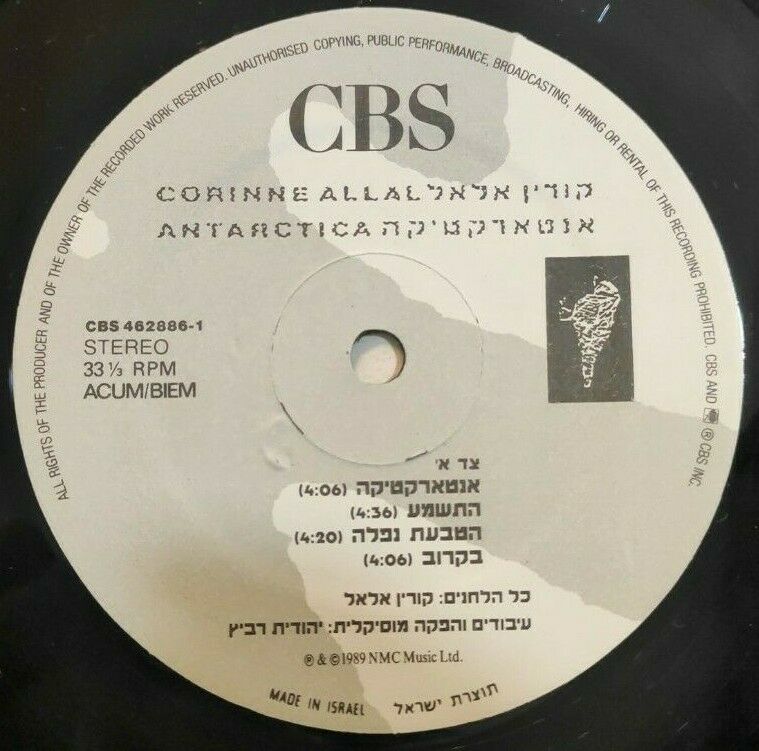 ALL RIGHTS OF THE PRODUCER AND OF THE OWNER OF THE RECORDED WORK RESERVED. UNAUTHORISED COPYING, PUBLIC PERFORMANCE, BROADCASTING, HIRING OR RENTAL OF THIS RECORDING PROHIBITED. CBS AND ℗ CBS INC.
CBS
CORINNE ALLAL קורין אלאל
ANTARCTICA אנטארקטיקה
CBS 462886-1
STEREO
33 ⅓ RPM
ACUM/BIEM
צד א'
אנטארקטיקה (4:06)
התשמע (4:36)
הטבעת נפלה (4:20)
בקרוב (4:06)
כל הלחנים: קורין אלאל
עיבודים והפקה מוסיקלית: יהודית רביץ
℗ & © 1989 NMC Music Ltd.
MADE IN ISRAEL תוצרת ישראל